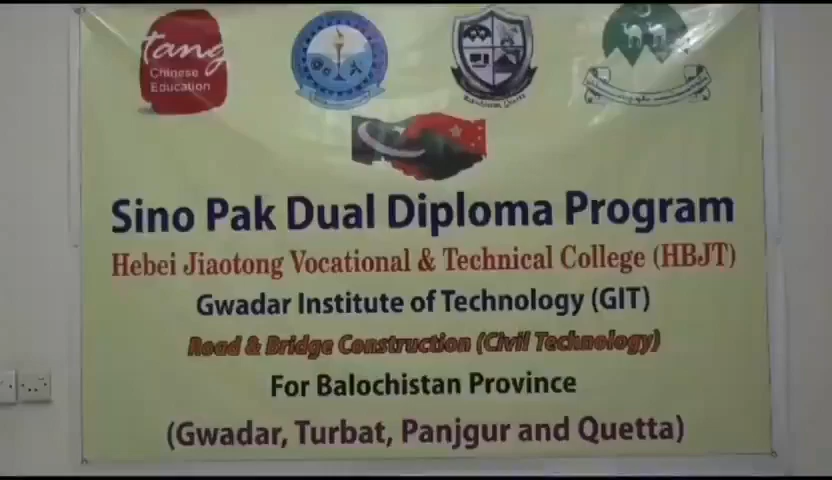 tang
Chinese
Education
Sino Pak Dual Diploma Program
Hebei Jiaotong Vocational & Technical College (HBJT)
Gwadar Institute of Technology (GIT)
Road & Bridge Construction (Civil Technology)
For Balochistan Province
(Gwadar, Turbat, Panjgur and Quetta)